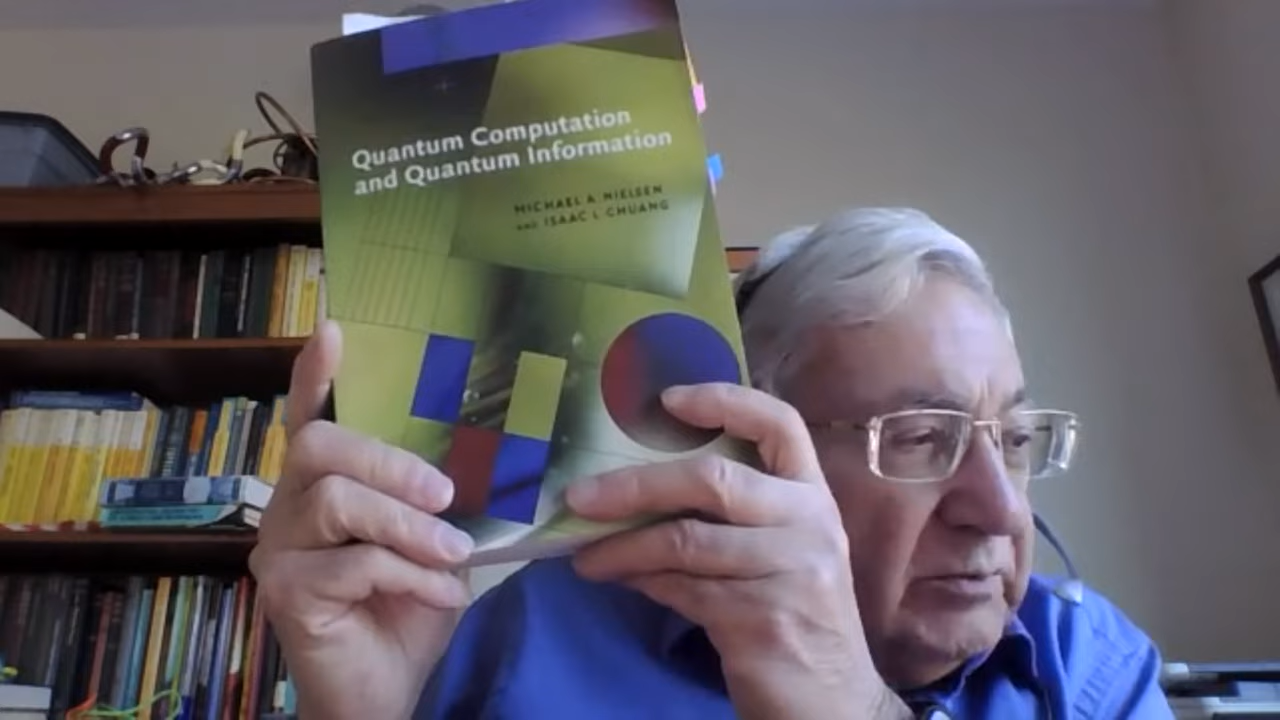 Quantum Computation
and Quantum Information
MICHAEL A. NIELSEN
AND ISAAC L. CHUANG